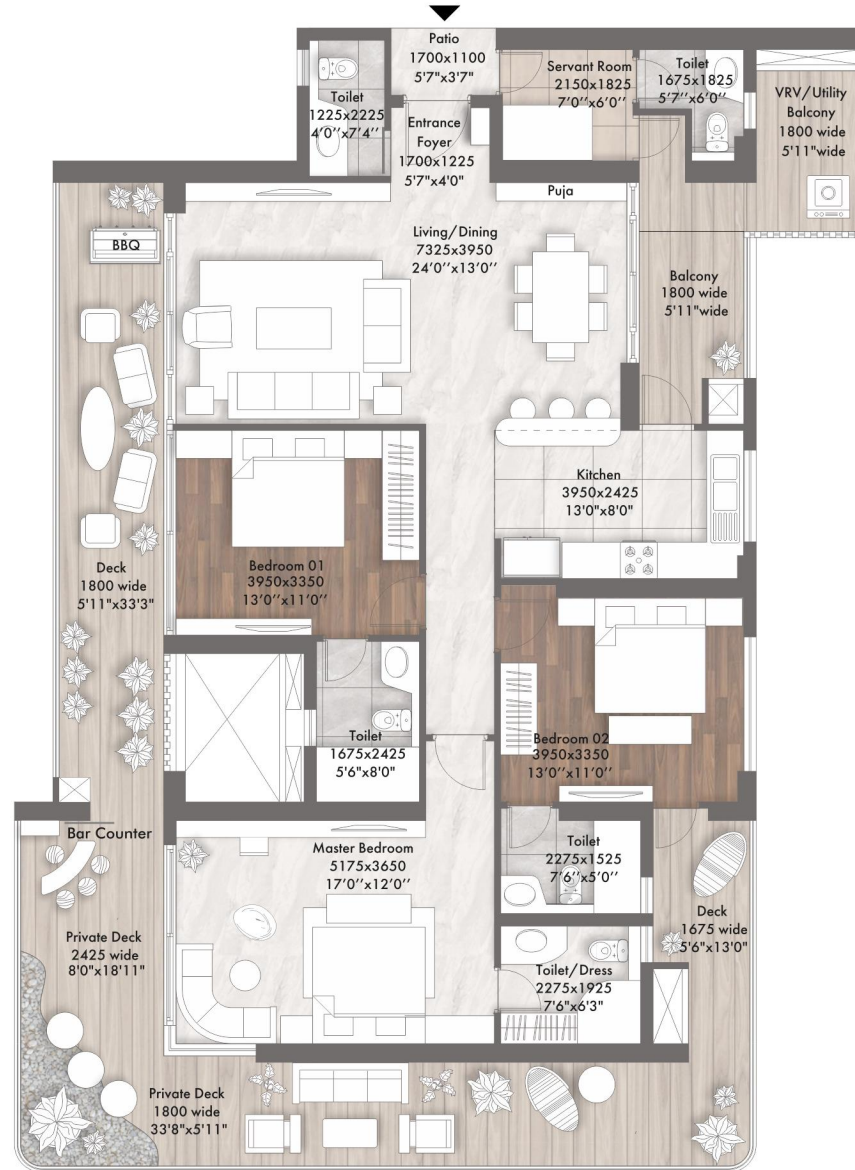 Patio
1700x1100
5'7"x3'7"
Toilet
1225x2225
4'0''x7'4''
Entrance
Foyer
1700x1225
5'7"x4'0"
Servant Room
2150x1825
7'0''x6'0''
Toilet
1675x1825
5'7''x6'0''
VRV/Utility
Balcony
1800 wide
5'11"wide
Puja
BBQ
Living/Dining
7325x3950
24'0''x13'0''
Balcony
1800 wide
5'11"wide
Kitchen
3950x2425
13'0"x8'0"
Bedroom 01
3950x3350
13'0''x11'0''
Deck
1800 wide
5'11"x33'3"
Toilet
1675x2425
5'6"x8'0"
Bedroom 02
3950x3350
13'0''x11'0''
Bar Counter
Master Bedroom
5175x3650
17'0''x12'0''
Toilet
2275x1525
7'6''x5'0''
Deck
1675 wide
5'6"x13'0"
Private Deck
2425 wide
8'0"x18'11"
Toilet/Dress
2275x1925
7'6"x6'3"
Private Deck
1800 wide
33'8"x5'11"